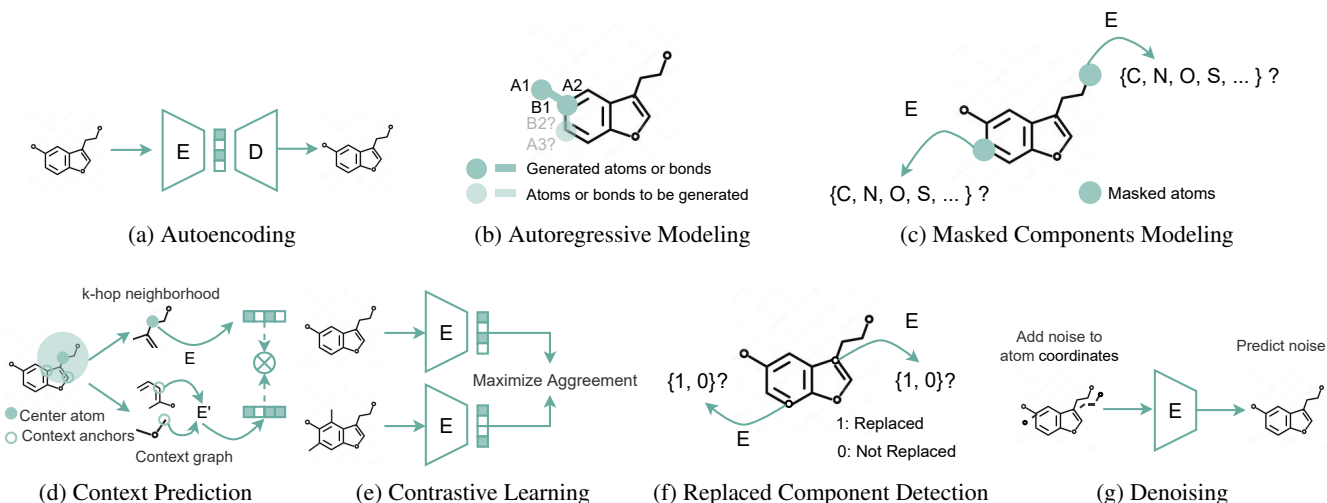 E
D
(a) Autoencoding
A1
A2
B1
B2?
A3?
Generated atoms or bonds
Atoms or bonds to be generated
(b) Autoregressive Modeling
E
{C, N, O, S, ... } ?
E
{C, N, O, S, ... } ?
Masked atoms
(c) Masked Components Modeling
k-hop neighborhood
E
E'
Center atom
Context anchors
Context graph
(d) Context Prediction
E
E
Maximize Aggreement
(e) Contrastive Learning
E
{1, 0}?
{1, 0}?
E
1: Replaced
0: Not Replaced
(f) Replaced Component Detection
Add noise to
atom coordinates
E
Predict noise
(g) Denoising